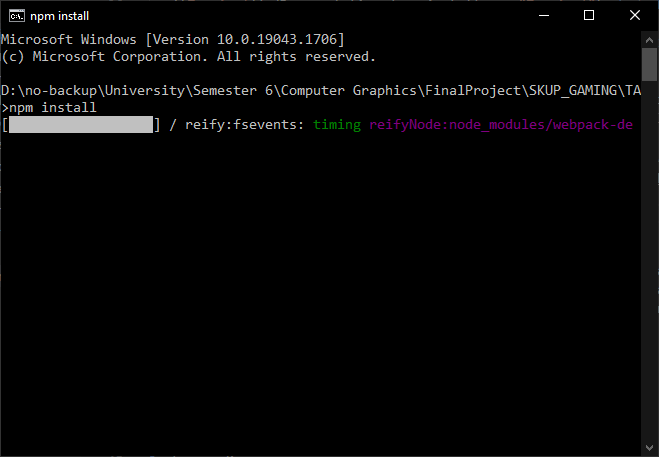 npm install
Microsoft Windows [Version 10.0.19043.1706]
(c) Microsoft Corporation. All rights reserved.
D:\no-backup\University\Semester 6\Computer Graphics\FinalProject\SKUP_GAMING\TA
>npm install
[                  ] / reify:fsevents: timing reifyNode:node_modules/webpack-de